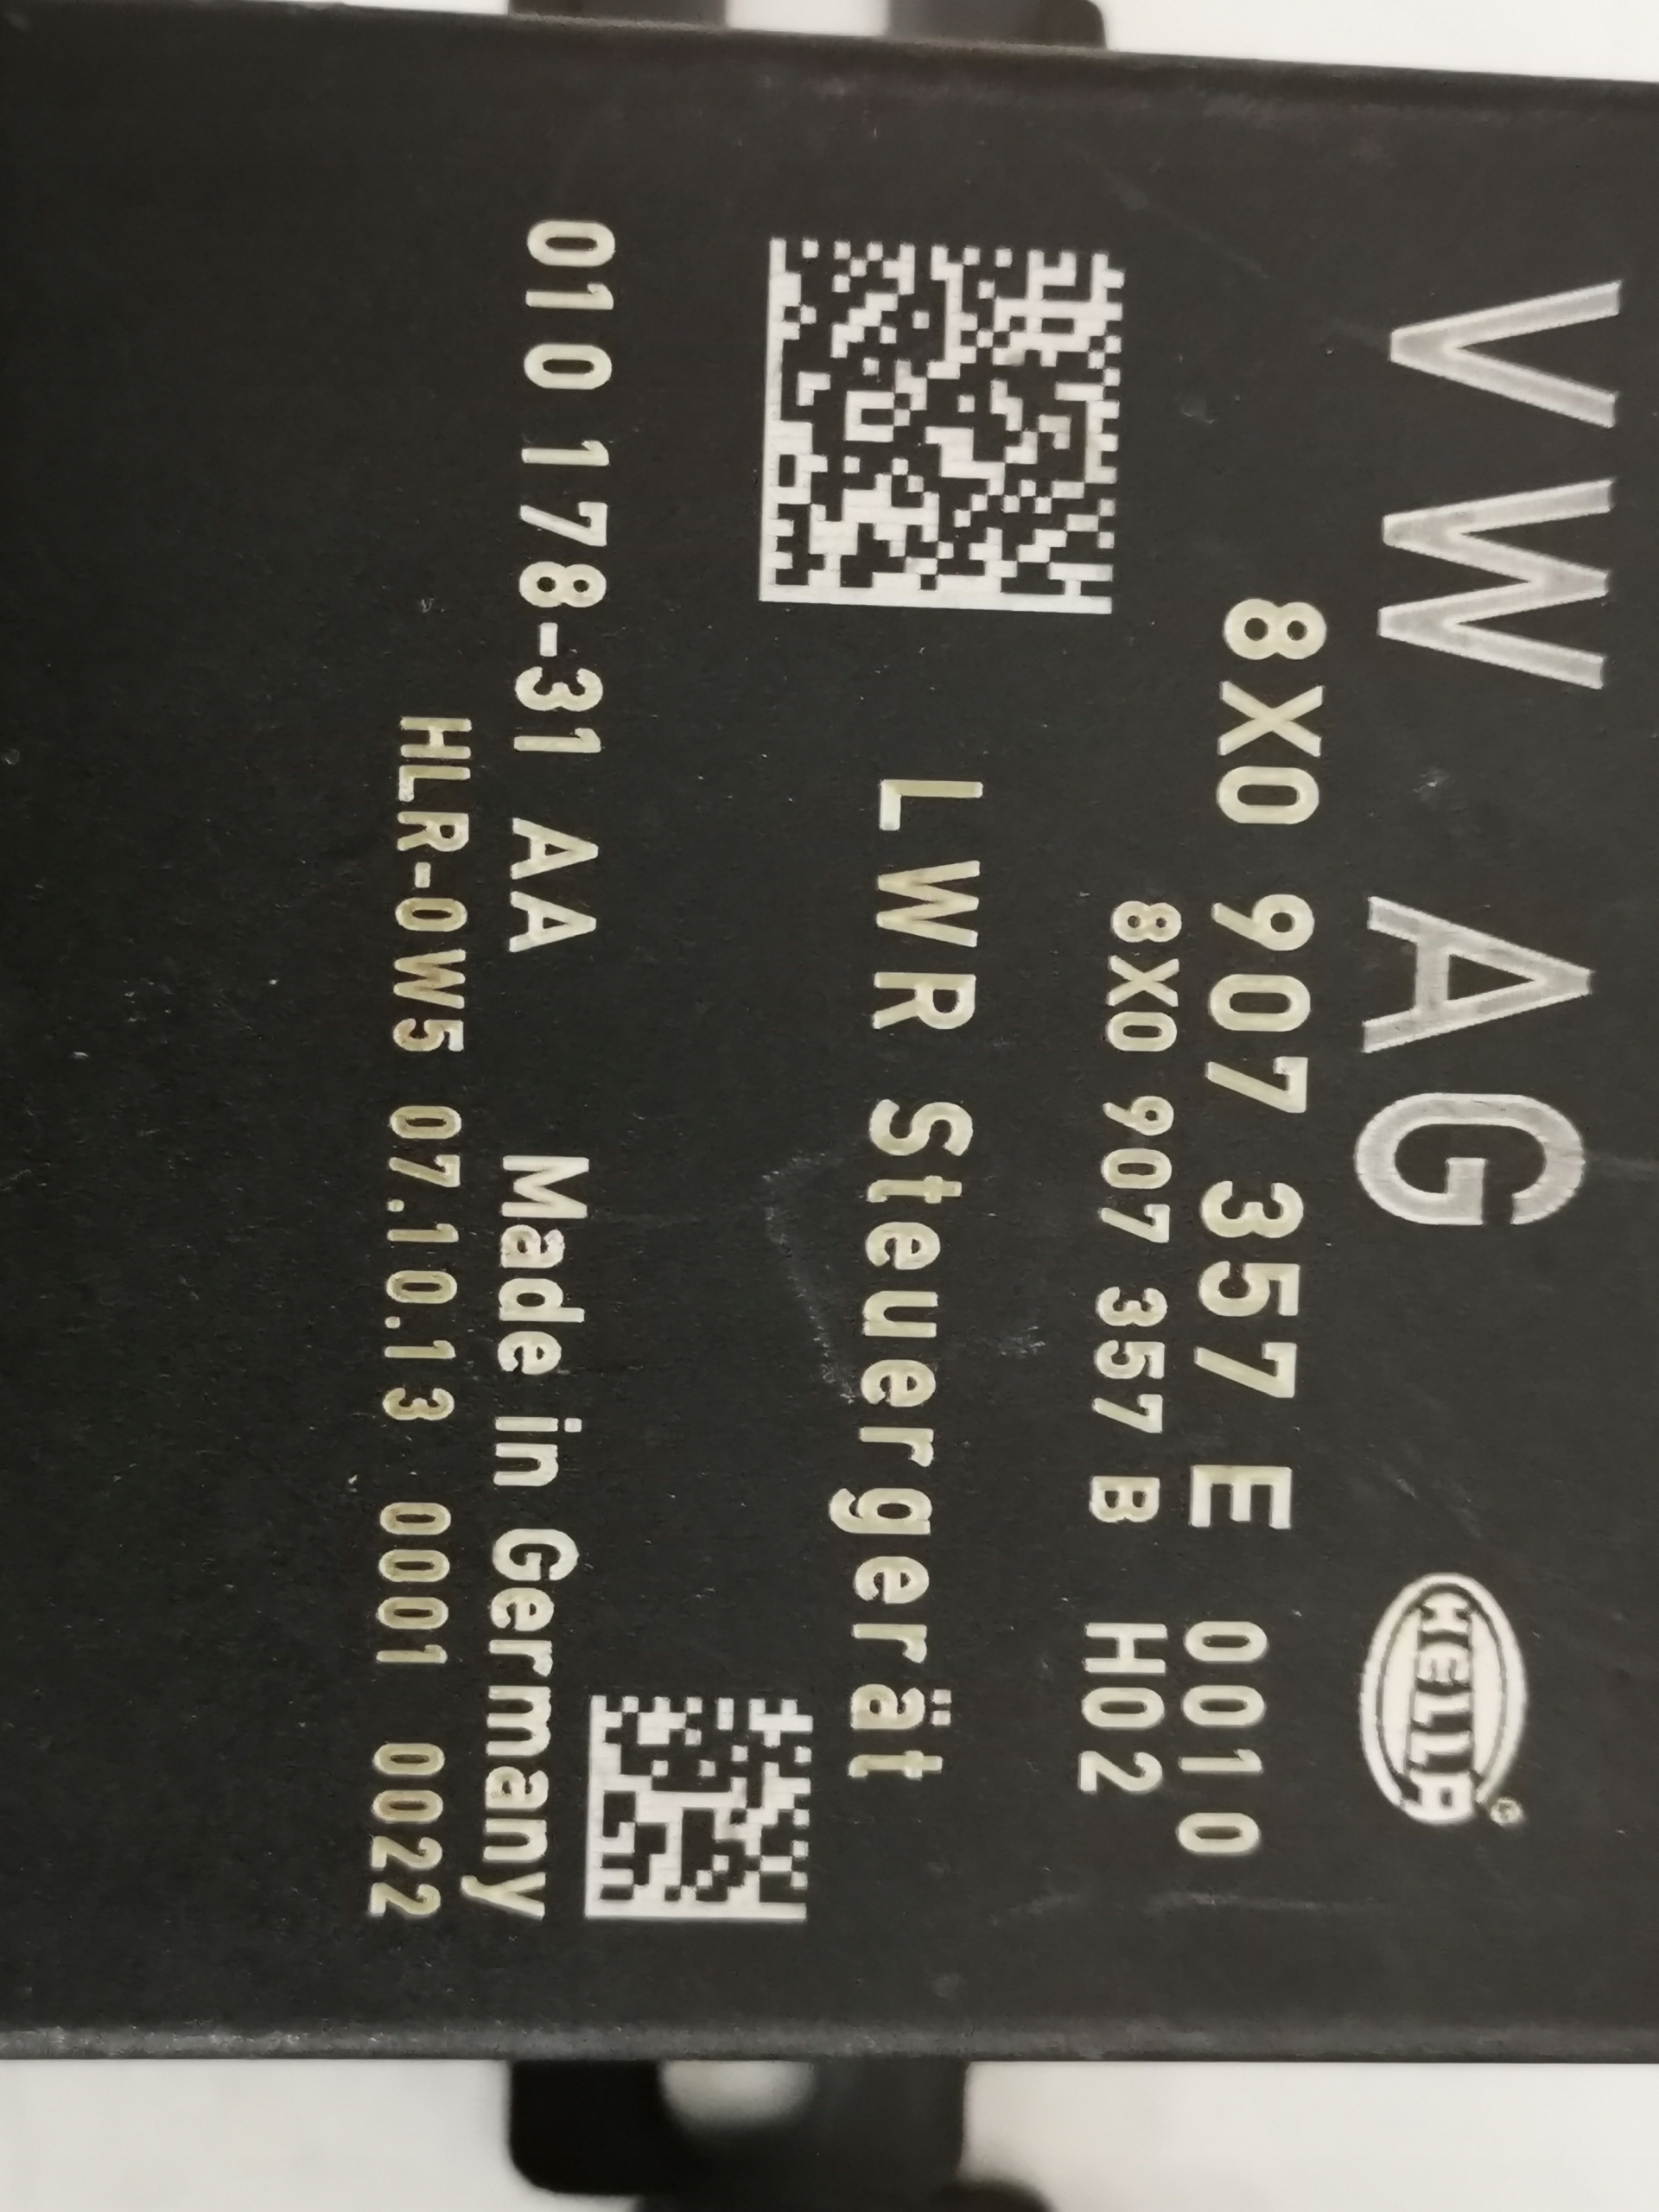 VW AG
HELLA®
8X0 907 357 E 0010
8X0 907 357 B H02
LWR Steuergerät
010 178-31 AA Made in Germany
HLR-0W5 07.10.13 0001 0022